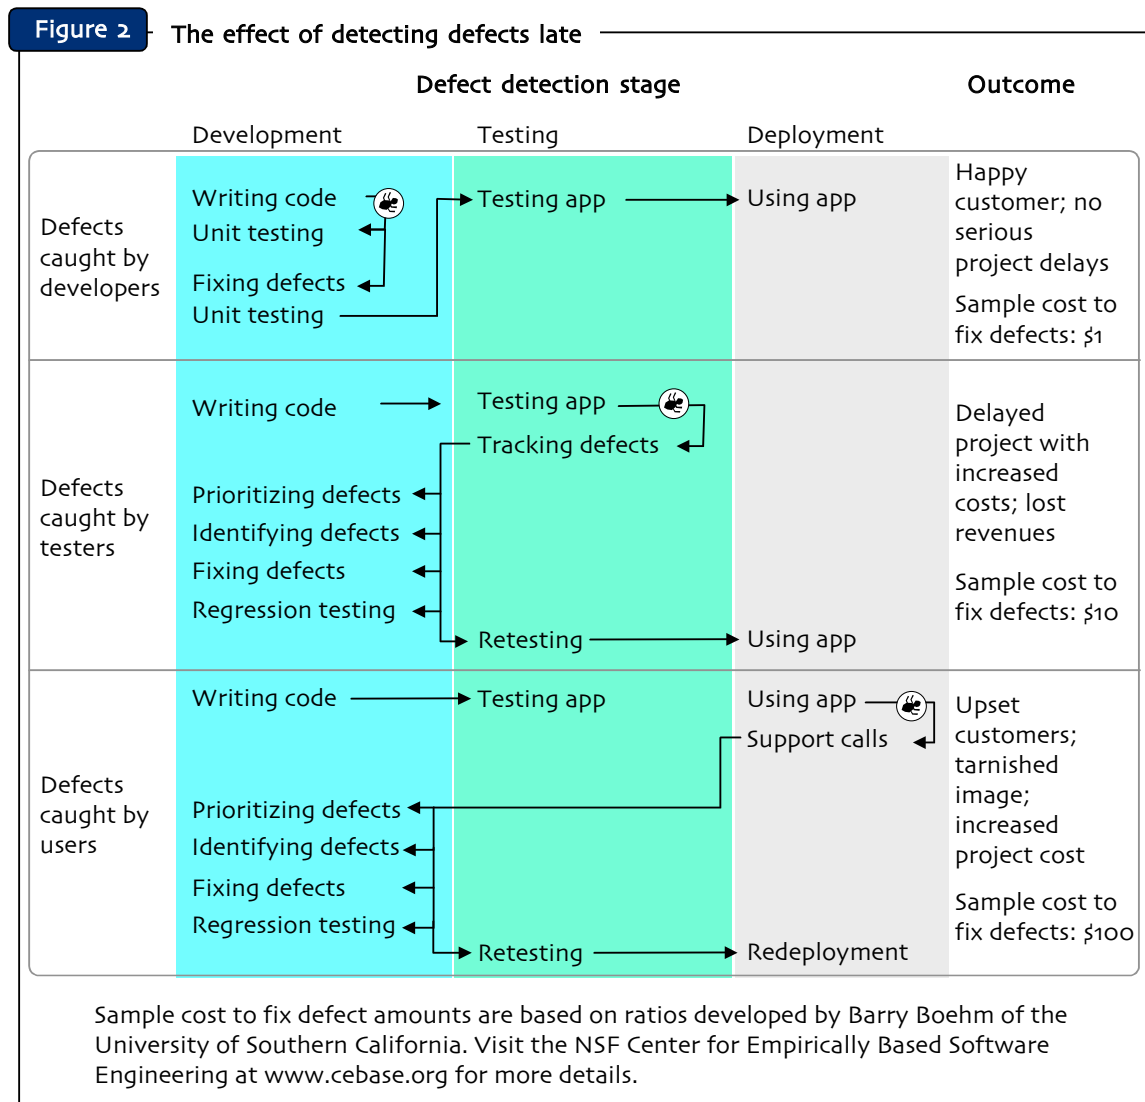 Figure 2
The effect of detecting defects late
Defect detection stage
Outcome
Development
Testing
Deployment
Defects
caught by
developers
Writing code
Unit testing
Fixing defects
Unit testing
Testing app
Using app
Happy
customer; no
serious
project delays
Sample cost to
fix defects: $1
Defects
caught by
testers
Writing code
Testing app
Tracking defects
Prioritizing defects
Identifying defects
Fixing defects
Regression testing
Retesting
Using app
Delayed
project with
increased
costs; lost
revenues
Sample cost to
fix defects: $10
Defects
caught by
users
Writing code
Testing app
Using app
Support calls
Prioritizing defects
Identifying defects
Fixing defects
Regression testing
Retesting
Redeployment
Upset
customers;
tarnished
image;
increased
project cost
Sample cost to
fix defects: $100
Sample cost to fix defect amounts are based on ratios developed by Barry Boehm of the
University of Southern California. Visit the NSF Center for Empirically Based Software
Engineering at www.cebase.org for more details.